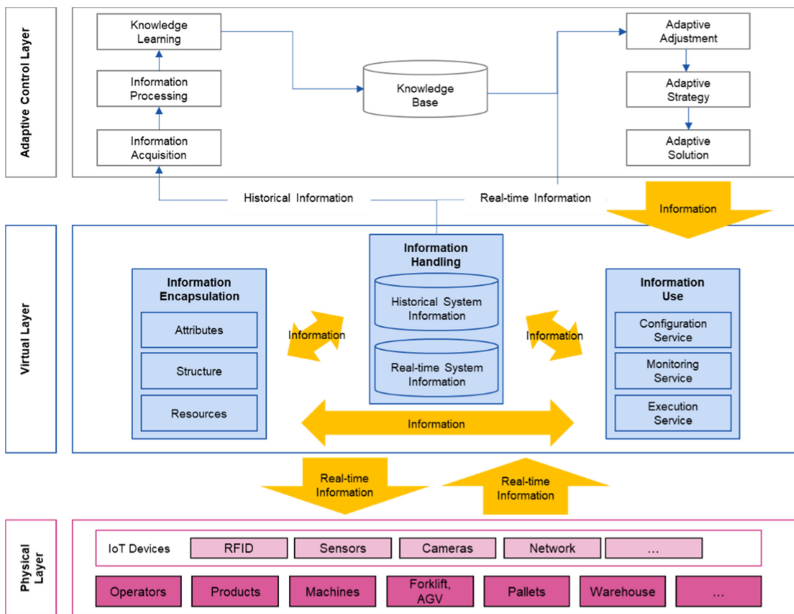 Adaptive Control Layer
Knowledge
Learning
Information
Processing
Information
Acquisition
Knowledge
Base
Adaptive
Adjustment
Adaptive
Strategy
Adaptive
Solution
Historical Information
Real-time Information
Information
Virtual Layer
Information
Encapsulation
Attributes
Structure
Resources
Information
Information
Handling
Historical System
Information
Real-time System
Information
Information
Information
Use
Configuration
Service
Monitoring
Service
Execution
Service
Information
Real-time
Information
Real-time
Information
Physical
Layer
IoT Devices
RFID
Sensors
Cameras
Network
...
Operators
Products
Machines
Forklift,
AGV
Pallets
Warehouse
...